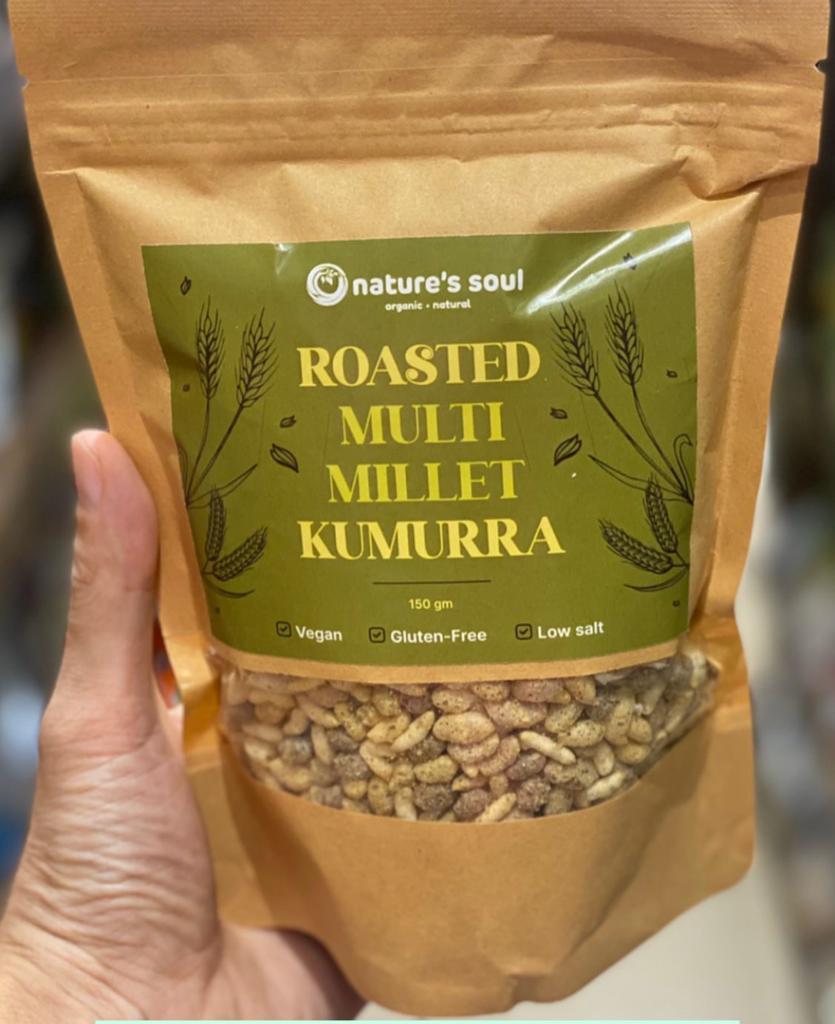 nature's soul
organic • natural
ROASTED
MULTI
MILLET
KUMURRA
150 gm
Vegan Gluten-Free Low salt